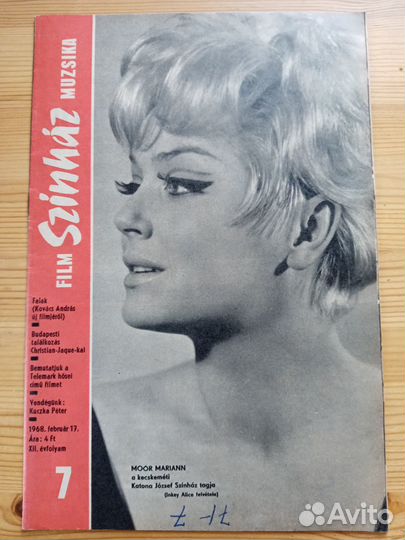 FILM Színház MUZSIKA
Falak
(Kovács András
új filmjéről)
Budapesti
találkozás
Christian-Jaque-kal
Bemutatjuk a
Telemark hősei
című filmet
Vendégünk:
Kuczka Péter
1968. február 17.
Ára: 4 Ft
XII. évfolyam
7
MOÓR MARIANN
a kecskeméti
Katona József Színház tagja
(Inkey Alice felvétele)
Avito